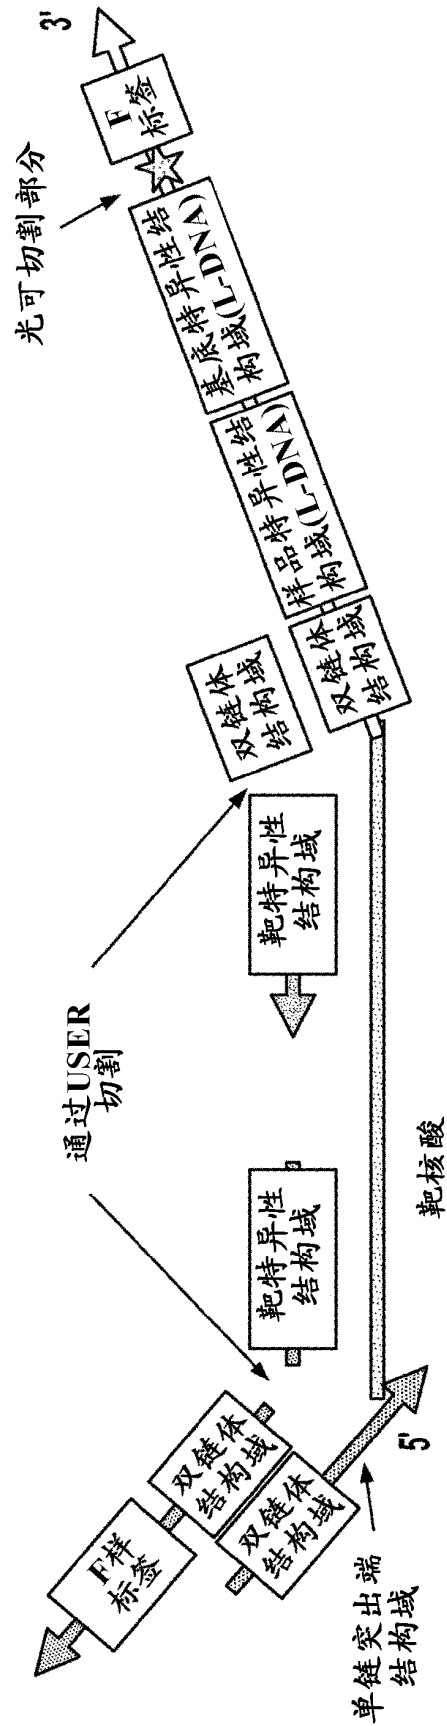 单链突出端
结构域
5'
F样
标签
双链体
结构域
双链体
结构域
通过USER
切割
靶特异性
结构域
靶特异性
结构域
靶核酸
双链体
结构域
双链体
结构域
样品特异性结
构域(L-DNA)
基底特异性结
构域(L-DNA)
光可切割部分
F
标签
3'